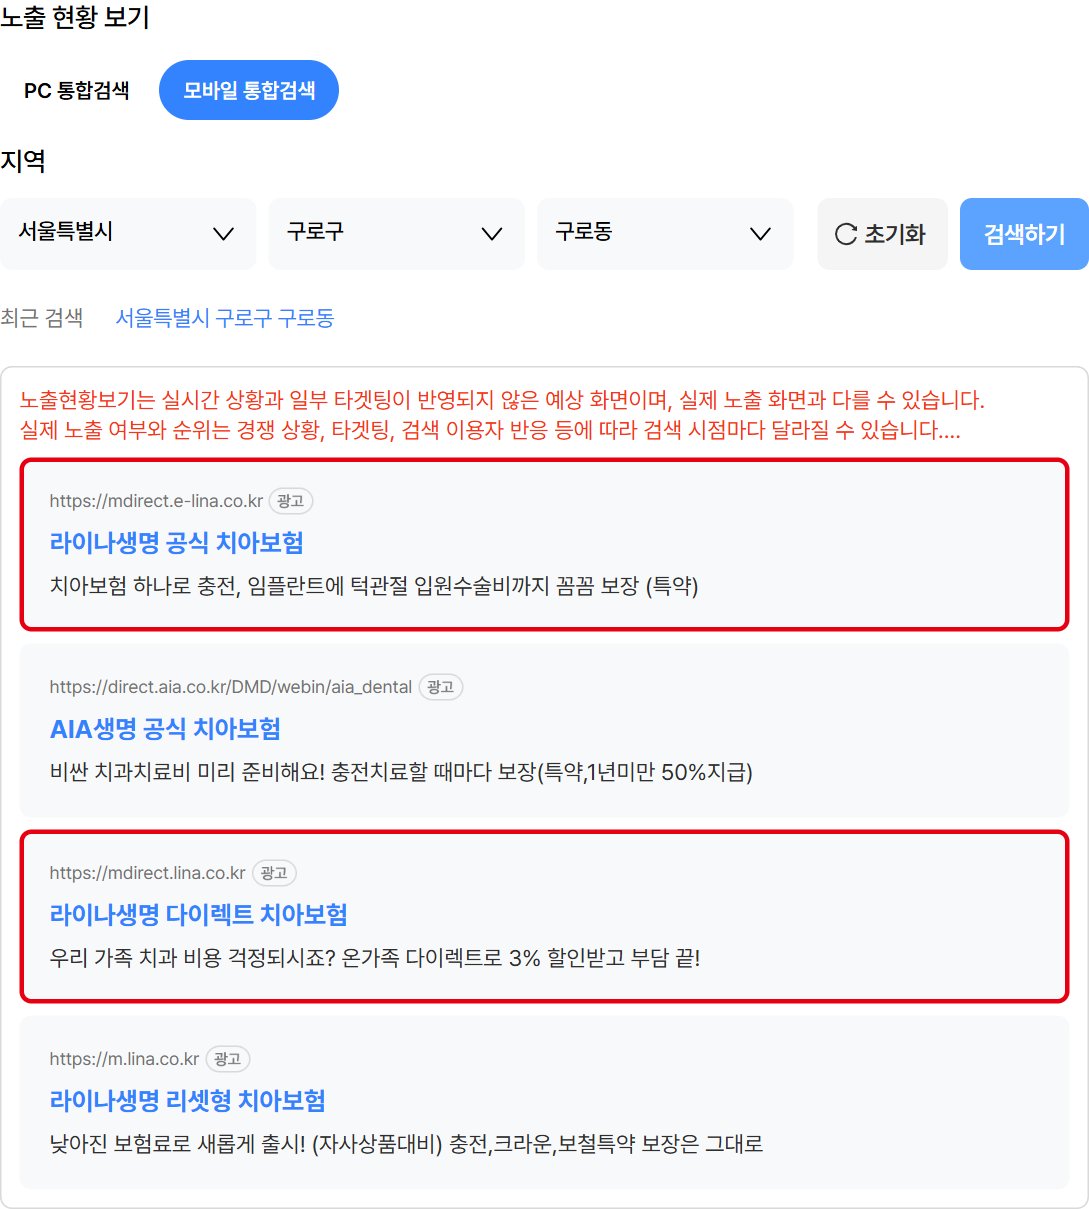 노출 현황 보기
PC 통합검색 모바일 통합검색
지역
서울특별시 구로구 구로동 초기화 검색하기
최근 검색 서울특별시 구로구 구로동
노출현황보기는 실시간 상황과 일부 타겟팅이 반영되지 않은 예상 화면이며, 실제 노출 화면과 다를 수 있습니다.
실제 노출 여부와 순위는 경쟁 상황, 타겟팅, 검색 이용자 반응 등에 따라 검색 시점마다 달라질 수 있습니다....
https://mdirect.e-lina.co.kr 광고
라이나생명 공식 치아보험
치아보험 하나로 충전, 임플란트에 턱관절 입원수술비까지 꼼꼼 보장 (특약)
https://direct.aia.co.kr/DMD/webin/aia_dental 광고
AIA생명 공식 치아보험
비싼 치과치료비 미리 준비해요! 충전치료할 때마다 보장(특약,1년미만 50%지급)
https://mdirect.lina.co.kr 광고
라이나생명 다이렉트 치아보험
우리 가족 치과 비용 걱정되시죠? 온가족 다이렉트로 3% 할인받고 부담 끝!
https://m.lina.co.kr 광고
라이나생명 리셋형 치아보험
낮아진 보험료로 새롭게 출시! (자사상품대비) 충전,크라운,보철특약 보장은 그대로